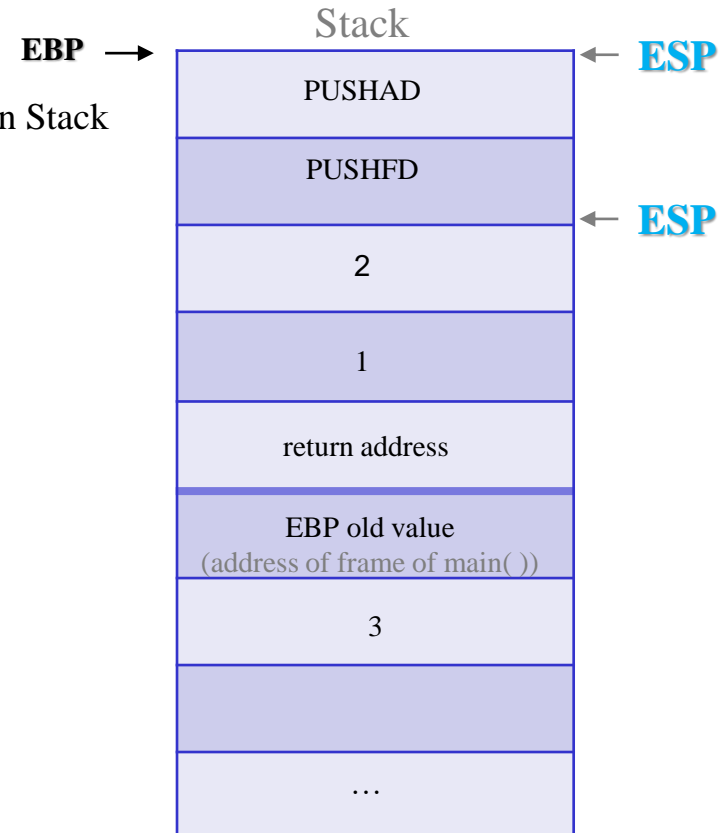 Stack
EBP
ESP
n Stack
PUSHAD
PUSHFD
ESP
2
1
return address
EBP old value
(address of frame of main( ))
3
...